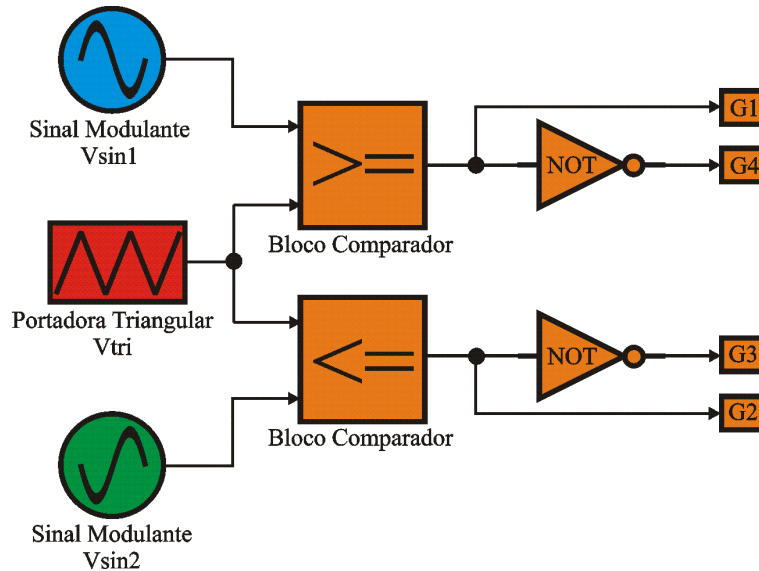 Sinal Modulante
Vsin1
>=
Bloco Comparador
NOT
G1
G4
Portadora Triangular
Vtri
<=
Bloco Comparador
NOT
G3
G2
Sinal Modulante
Vsin2